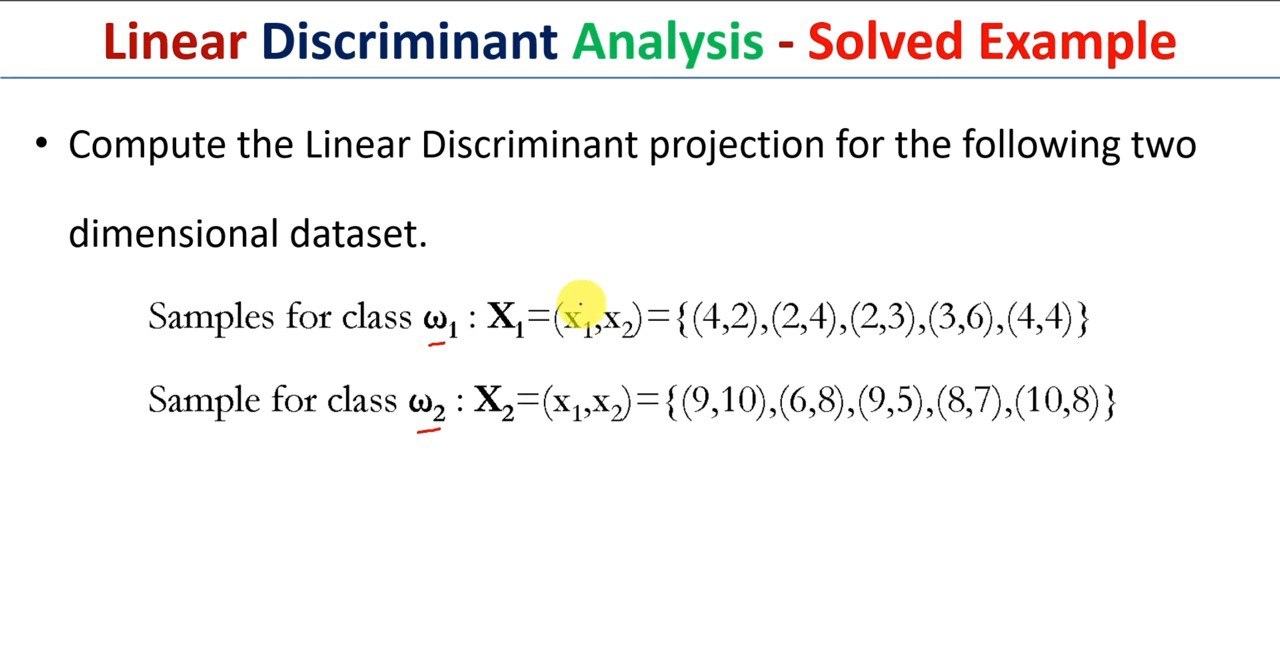 Linear Discriminant Analysis - Solved Example
• Compute the Linear Discriminant projection for the following two
dimensional dataset.
Samples for class ω₁ : X₁=(x₁,x₂)={(4,2),(2,4),(2,3),(3,6),(4,4)}
Sample for class ω₂ : X₂=(x₁,x₂)={(9,10),(6,8),(9,5),(8,7),(10,8)}